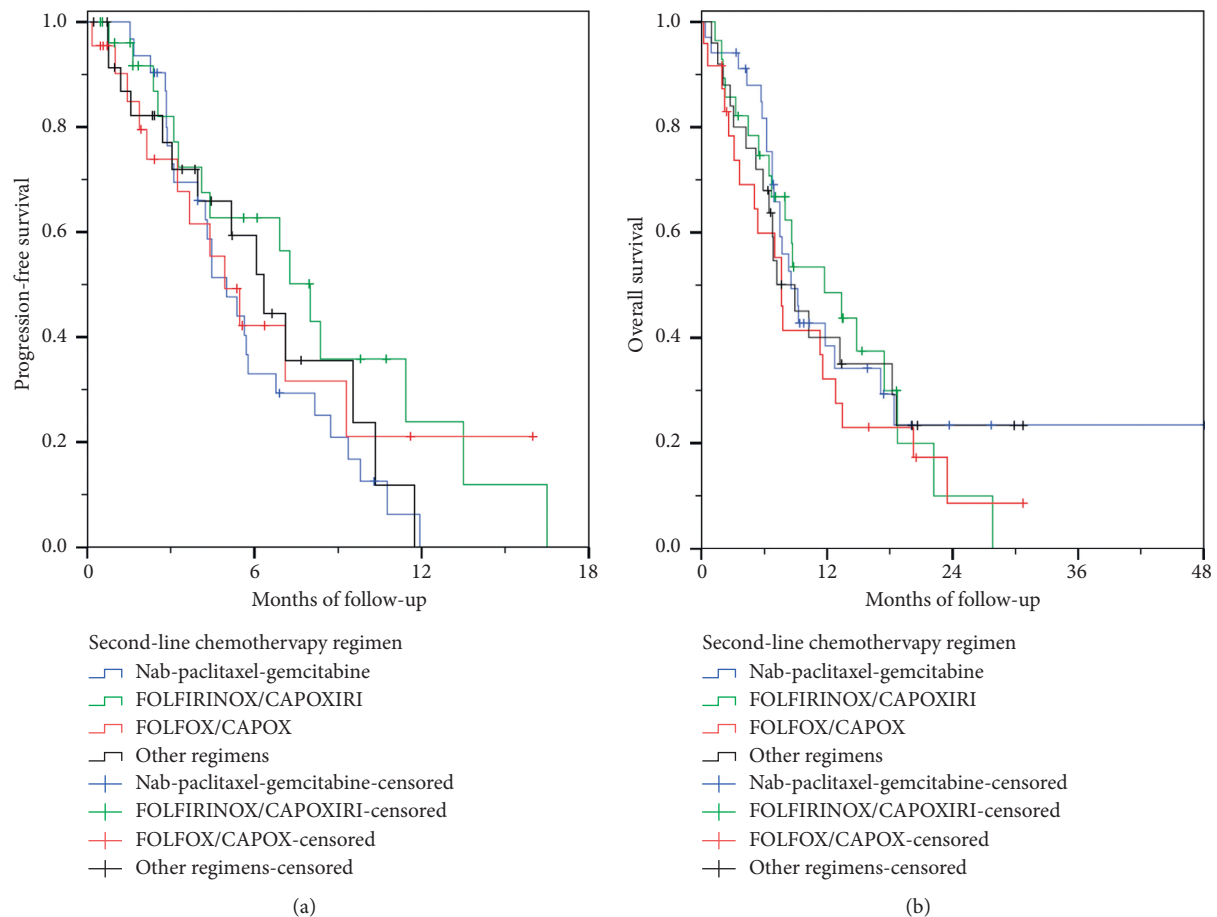 1.0
0.8
0.6
0.4
0.2
0.0
Progression-free survival
0 6 12 18
Months of follow-up
Second-line chemothervapy regimen
Nab-paclitaxel-gemcitabine
FOLFIRINOX/CAPOXIRI
FOLFOX/CAPOX
Other regimens
Nab-paclitaxel-gemcitabine-censored
FOLFIRINOX/CAPOXIRI-censored
FOLFOX/CAPOX-censored
Other regimens-censored
(a)
1.0
0.8
0.6
0.4
0.2
0.0
Overall survival
0 12 24 36 48
Months of follow-up
Second-line chemothervapy regimen
Nab-paclitaxel-gemcitabine
FOLFIRINOX/CAPOXIRI
FOLFOX/CAPOX
Other regimens
Nab-paclitaxel-gemcitabine-censored
FOLFIRINOX/CAPOXIRI-censored
FOLFOX/CAPOX-censored
Other regimens-censored
(b)